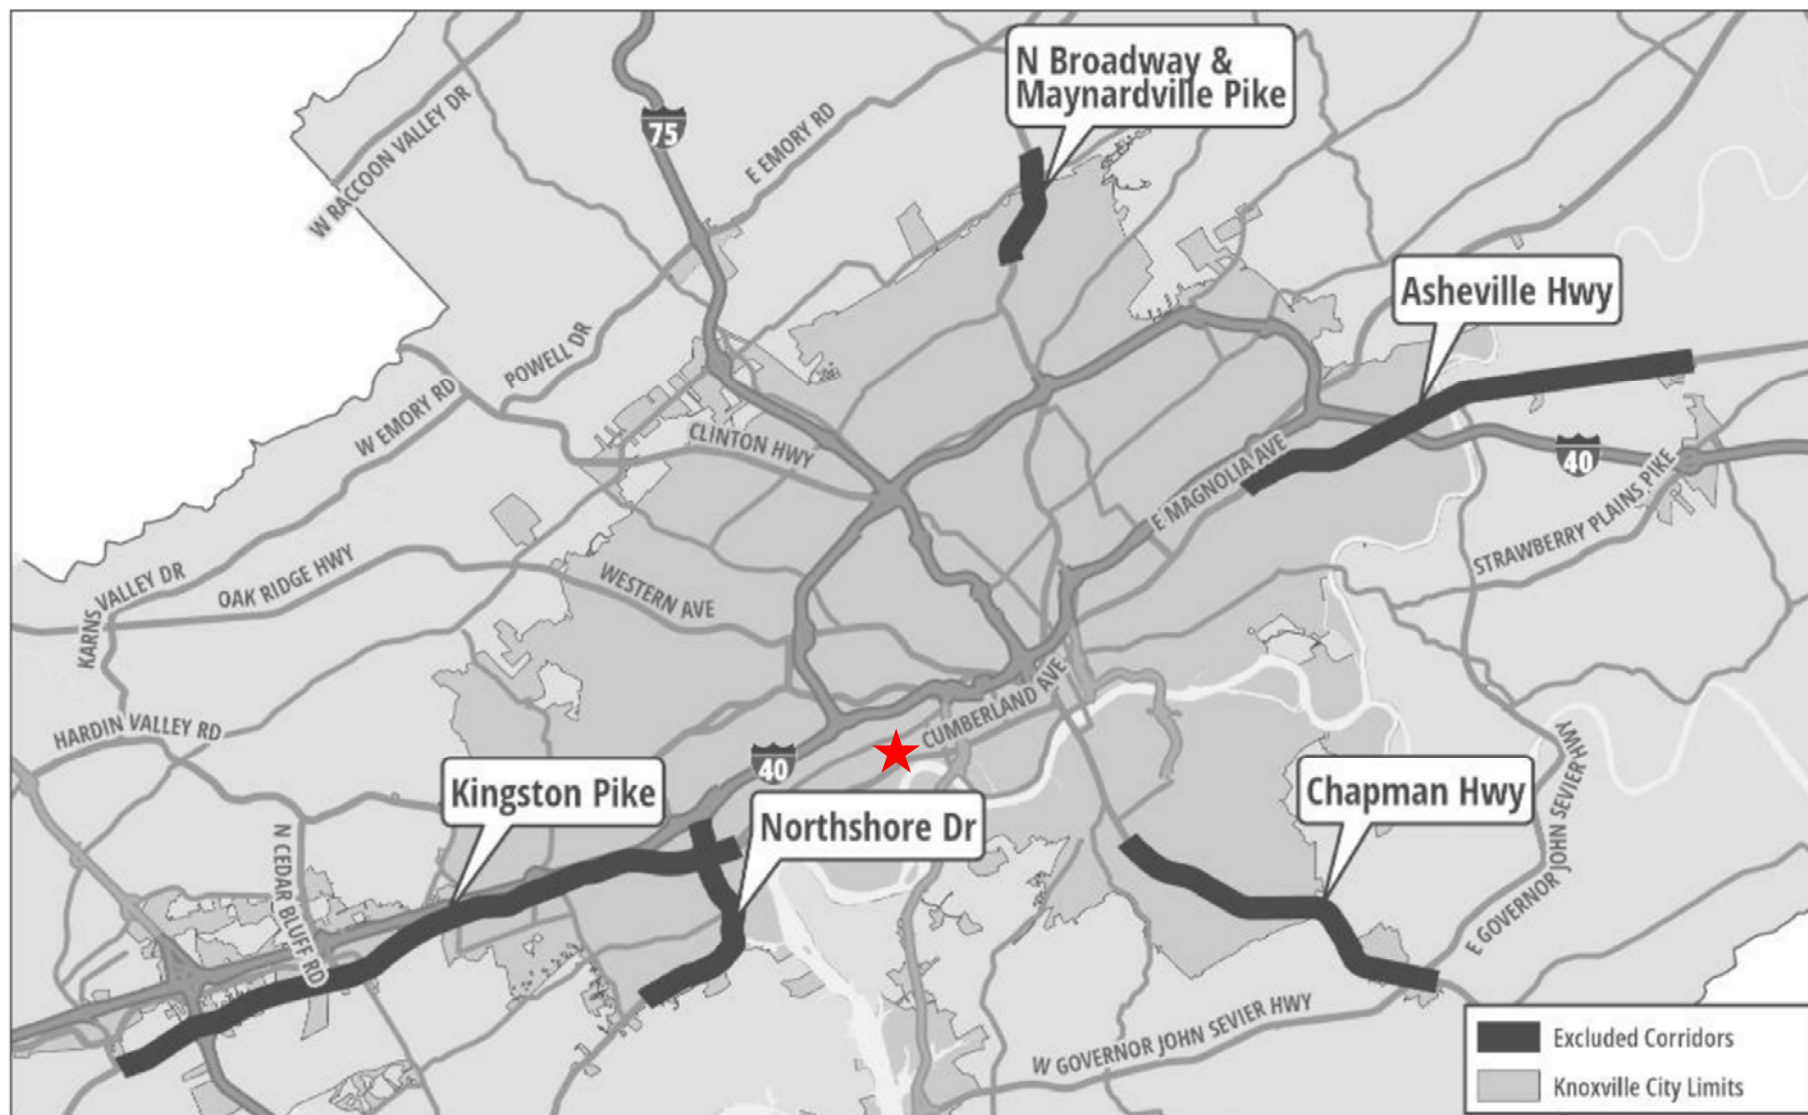 N Broadway &
Maynardville Pike
75
W RACCOON VALLEY DR
E EMORY RD
Asheville Hwy
POWELL DR
W EMORY RD
CLINTON HWY
E MAGNOLIA AVE
40
STRAWBERRY PLAINS PIKE
KARNS VALLEY DR
OAK RIDGE HWY
WESTERN AVE
HARDIN VALLEY RD
CUMBERLAND AVE
40
Kingston Pike
Northshore Dr
Chapman Hwy
N CEDAR BLUFF RD
E GOVERNOR JOHN SEVIER HWY
W GOVERNOR JOHN SEVIER HWY
Excluded Corridors
Knoxville City Limits